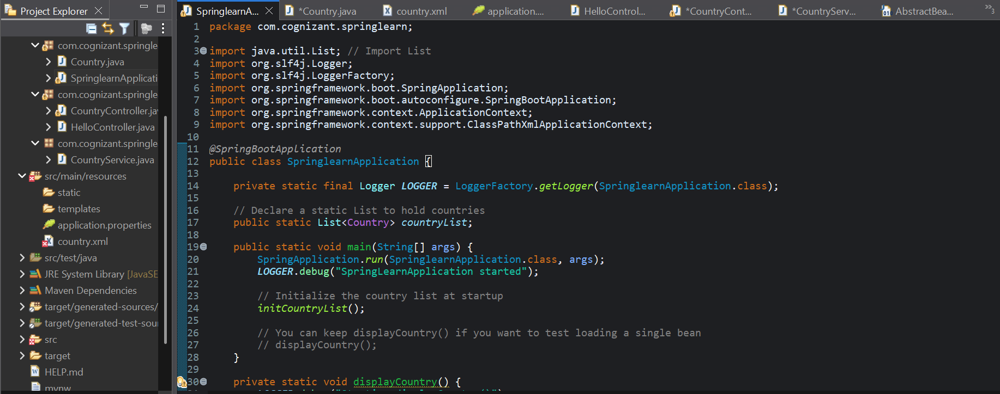 Project Explorer
com.cognizant.springle
Country.java
SpringlearnApplicati
com.cognizant.springle
CountryController.ja
HelloController.java
com.cognizant.springle
CountryService.java
src/main/resources
static
templates
application.properties
country.xml
src/test/java
JRE System Library [JavaSE
Maven Dependencies
target/generated-sources/
target/generated-test-sour
src
target
HELP.md
mvnw
SpringlearnA... *Country.java country.xml application.... HelloControl... *CountryCont... *CountryServ... AbstractBea... »3
1 package com.cognizant.springlearn;
2
3 import java.util.List; // Import List
4 import org.slf4j.Logger;
5 import org.slf4j.LoggerFactory;
6 import org.springframework.boot.SpringApplication;
7 import org.springframework.boot.autoconfigure.SpringBootApplication;
8 import org.springframework.context.ApplicationContext;
9 import org.springframework.context.support.ClassPathXmlApplicationContext;
10
11 @SpringBootApplication
12 public class SpringlearnApplication {
13
14 private static final Logger LOGGER = LoggerFactory.getLogger(SpringlearnApplication.class);
15
16 // Declare a static List to hold countries
17 public static List<Country> countryList;
18
19 public static void main(String[] args) {
20 SpringApplication.run(SpringlearnApplication.class, args);
21 LOGGER.debug("SpringLearnApplication started");
22
23 // Initialize the country list at startup
24 initCountryList();
25
26 // You can keep displayCountry() if you want to test loading a single bean
27 // displayCountry();
28 }
29
30 private static void displayCountry() {